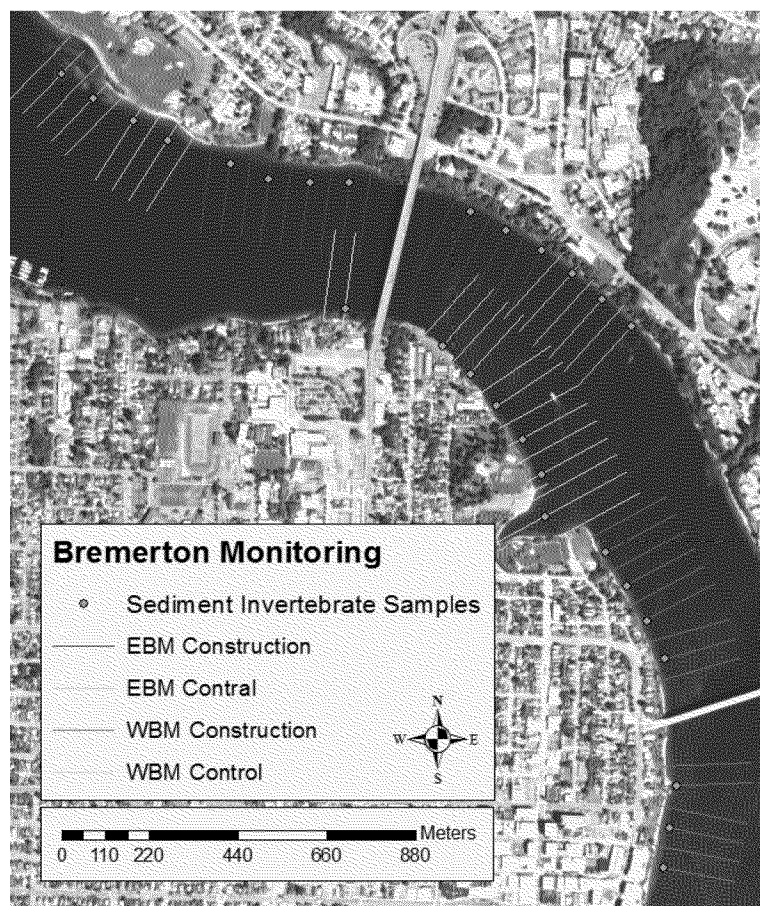 Bremerton Monitoring
Sediment Invertebrate Samples
EBM Construction
EBM Contral
WBM Construction
WBM Control
N
W E
S
Meters
0 110 220 440 660 880